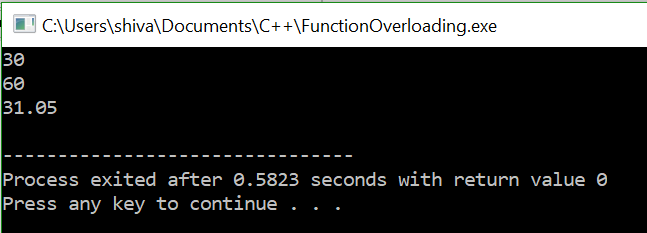 C:\Users\shiva\Documents\C++\FunctionOverloading.exe
30
60
31.05
--------------------------------
Process exited after 0.5823 seconds with return value 0
Press any key to continue . . .